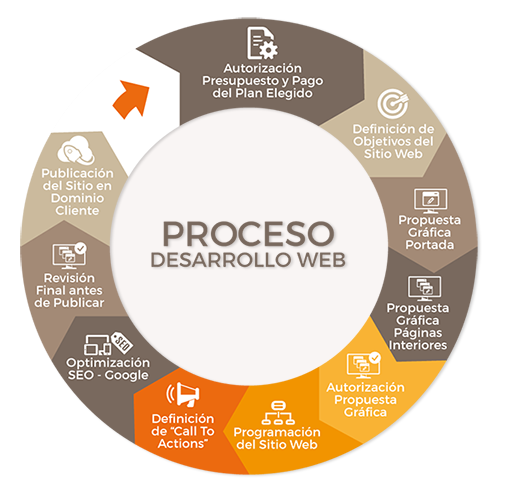 Autorización
Presupuesto y Pago
del Plan Elegido
Definición de
Objetivos del
Sitio Web
Propuesta
Gráfica
Portada
Propuesta
Gráfica
Páginas
Interiores
Autorización
Propuesta
Gráfica
Programación
del Sitio Web
Definición
de "Call To
Actions"
SEO
Optimización
SEO - Google
Revisión
Final antes
de Publicar
Publicación
del Sitio en
Dominio
Cliente
PROCESO
DESARROLLO WEB